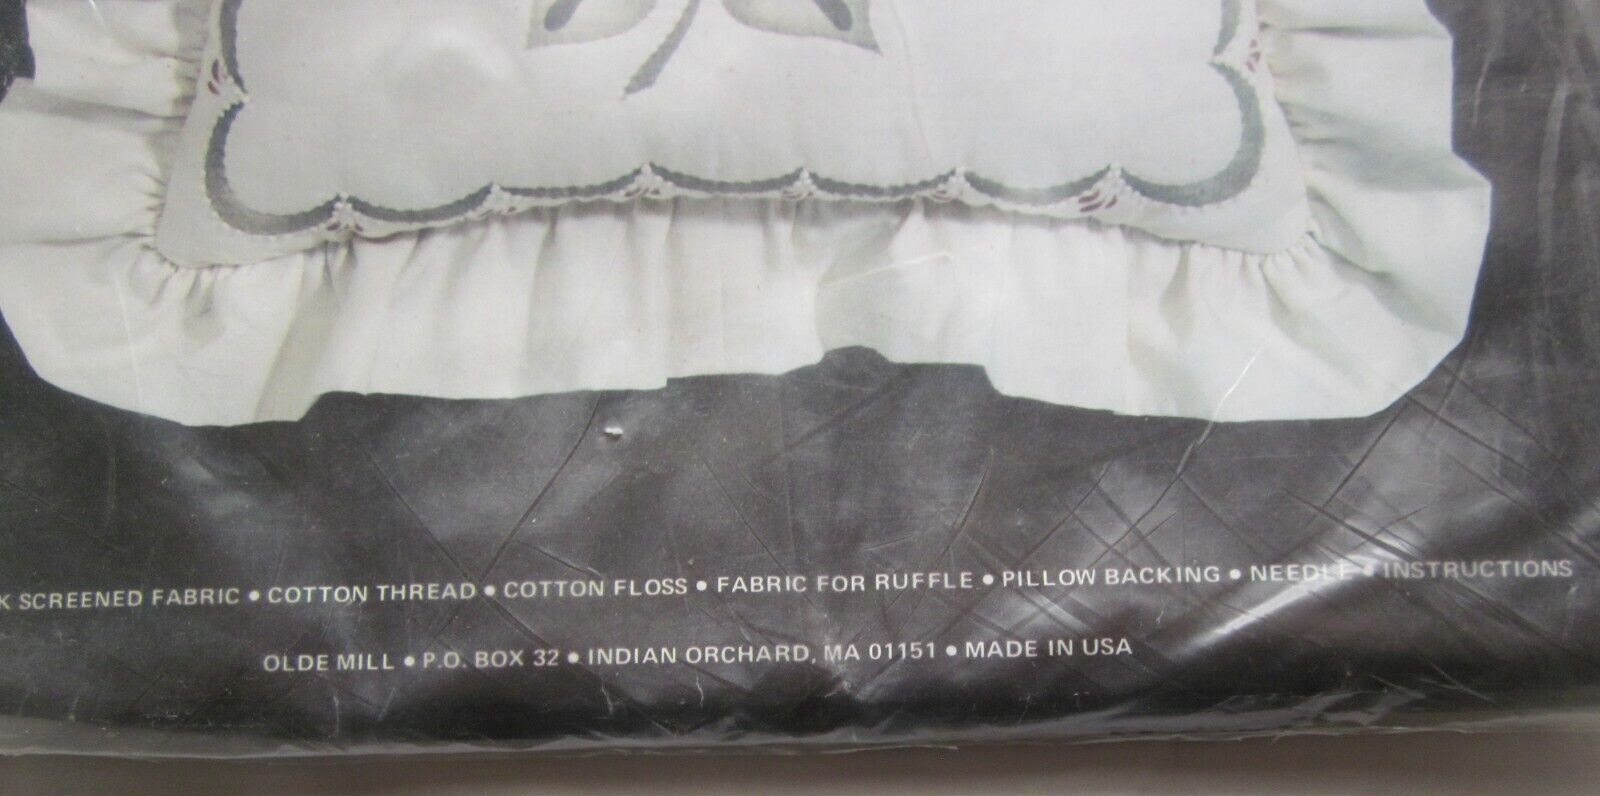 K SCREENED FABRIC • COTTON THREAD • COTTON FLOSS • FABRIC FOR RUFFLE • PILLOW BACKING • NEEDLE • INSTRUCTIONS
OLDE MILL • P.O. BOX 32 • INDIAN ORCHARD, MA 01151 • MADE IN USA